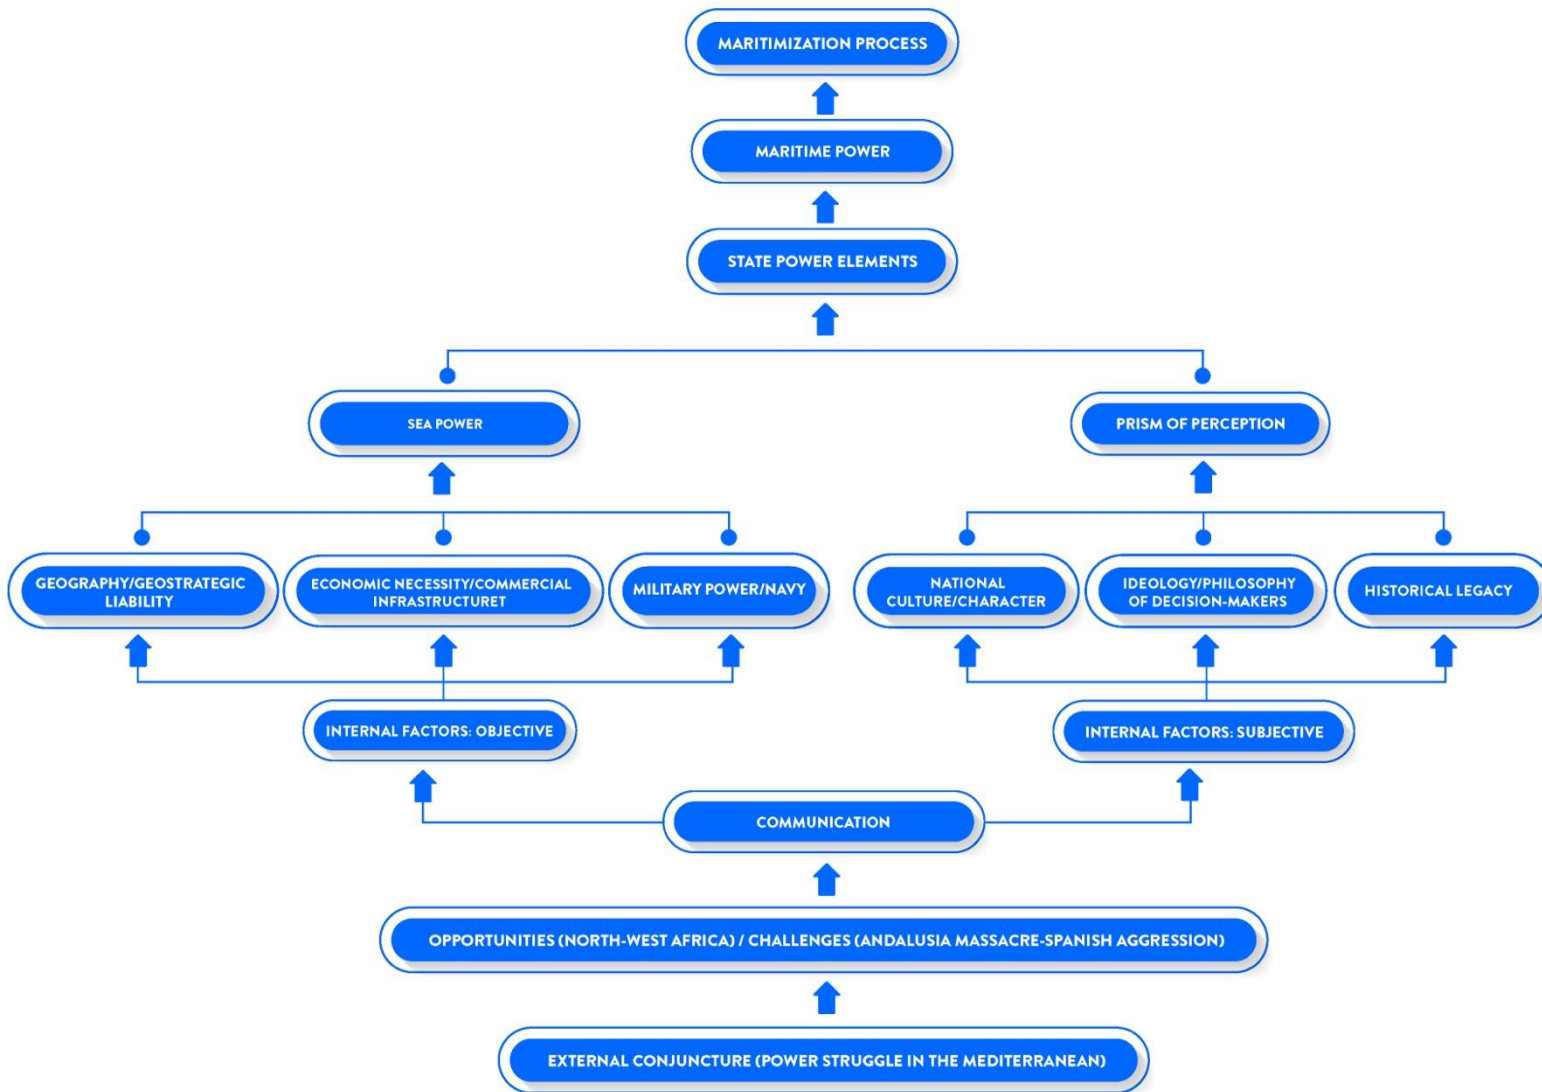 MARITIMIZATION PROCESS
MARITIME POWER
STATE POWER ELEMENTS
SEA POWER
PRISM OF PERCEPTION
GEOGRAPHY/GEOSTRATEGIC
LIABILITY
ECONOMIC NECESSITY/COMMERCIAL
INFRASTRUCTURET
MILITARY POWER/NAVY
NATIONAL
CULTURE/CHARACTER
IDEOLOGY/PHILOSOPHY
OF DECISION-MAKERS
HISTORICAL LEGACY
INTERNAL FACTORS: OBJECTIVE
INTERNAL FACTORS: SUBJECTIVE
COMMUNICATION
OPPORTUNITIES (NORTH-WEST AFRICA) / CHALLENGES (ANDALUSIA MASSACRE-SPANISH AGGRESSION)
EXTERNAL CONJUNCTURE (POWER STRUGGLE IN THE MEDITERRANEAN)